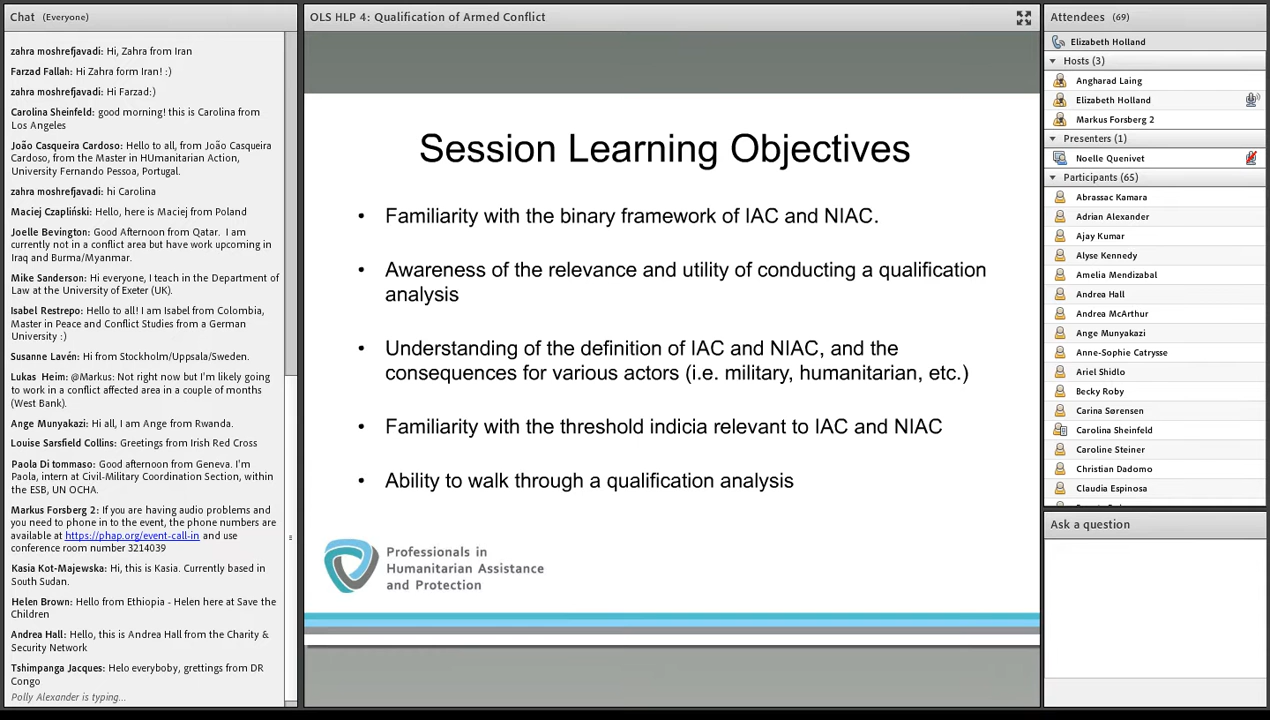 Chat (Everyone)
zahra moshrefjavadi: Hi, Zahra from Iran
Farzad Fallah: Hi Zahra form Iran! :)
zahra moshrefjavadi: Hi Farzad:)
Carolina Sheinfeld: good morning! this is Carolina from
Los Angeles
João Casqueira Cardoso: Hello to all, from João Casqueira
Cardoso, from the Master in HUmanitarian Action,
University Fernando Pessoa, Portugal.
zahra moshrefjavadi: hi Carolina
Maciej Czapliński: Hello, here is Maciej from Poland
Joelle Bevington: Good Afternoon from Qatar. I am
currently not in a conflict area but have work upcoming in
Iraq and Burma/Myanmar.
Mike Sanderson: Hi everyone, I teach in the Department of
Law at the University of Exeter (UK).
Isabel Restrepo: Hello to all! I am Isabel from Colombia,
Master in Peace and Conflict Studies from a German
University :)
Susanne Lavén: Hi from Stockholm/Uppsala/Sweden.
Lukas Heim: @Markus: Not right now but I'm likely going
to work in a conflict affected area in a couple of months
(West Bank).
Ange Munyakazi: Hi all, I am Ange from Rwanda.
Louise Sarsfield Collins: Greetings from Irish Red Cross
Paola Di tommaso: Good afternoon from Geneva. I'm
Paola, intern at Civil-Military Coordination Section, within
the ESB, UN OCHA.
Markus Forsberg 2: If you are having audio problems and
you need to phone in to the event, the phone numbers are
available at https://phap.org/event-call-in and use
conference room number 3214039
Kasia Kot-Majewska: Hi, this is Kasia. Currently based in
South Sudan.
Helen Brown: Hello from Ethiopia - Helen here at Save the
Children
Andrea Hall: Hello, this is Andrea Hall from the Charity &
Security Network
Tshimpanga Jacques: Helo everyboby, grettings from DR
Congo
Polly Alexander is typing...
OLS HLP 4: Qualification of Armed Conflict
Session Learning Objectives
• Familiarity with the binary framework of IAC and NIAC.
• Awareness of the relevance and utility of conducting a qualification
analysis
• Understanding of the definition of IAC and NIAC, and the
consequences for various actors (i.e. military, humanitarian, etc.)
• Familiarity with the threshold indicia relevant to IAC and NIAC
• Ability to walk through a qualification analysis
Professionals in
Humanitarian Assistance
and Protection
Attendees (69)
Elizabeth Holland
Hosts (3)
Angharad Laing
Elizabeth Holland
Markus Forsberg 2
Presenters (1)
Noelle Quenivet
Participants (65)
Abrassac Kamara
Adrian Alexander
Ajay Kumar
Alyse Kennedy
Amelia Mendizabal
Andrea Hall
Andrea McArthur
Ange Munyakazi
Anne-Sophie Catrysse
Ariel Shidlo
Becky Roby
Carina Sørensen
Carolina Sheinfeld
Caroline Steiner
Christian Dadomo
Claudia Espinosa
Ask a question